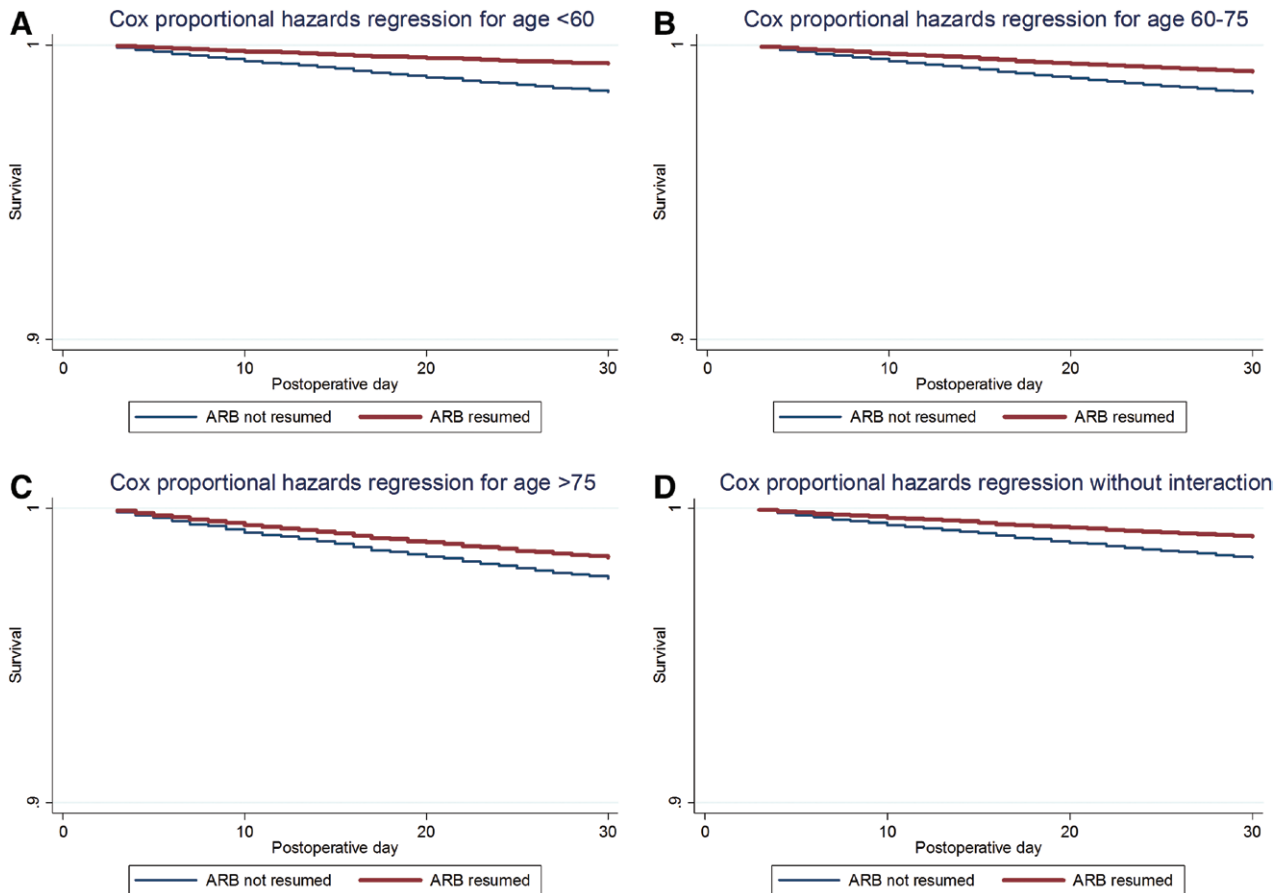 A
Cox proportional hazards regression for age <60
1
Survival
.9
0 10 20 30
Postoperative day
ARB not resumed ARB resumed
B
Cox proportional hazards regression for age 60-75
1
Survival
.9
0 10 20 30
Postoperative day
ARB not resumed ARB resumed
C
Cox proportional hazards regression for age >75
1
Survival
.9
0 10 20 30
Postoperative day
ARB not resumed ARB resumed
D
Cox proportional hazards regression without interaction
1
Survival
.9
0 10 20 30
Postoperative day
ARB not resumed ARB resumed